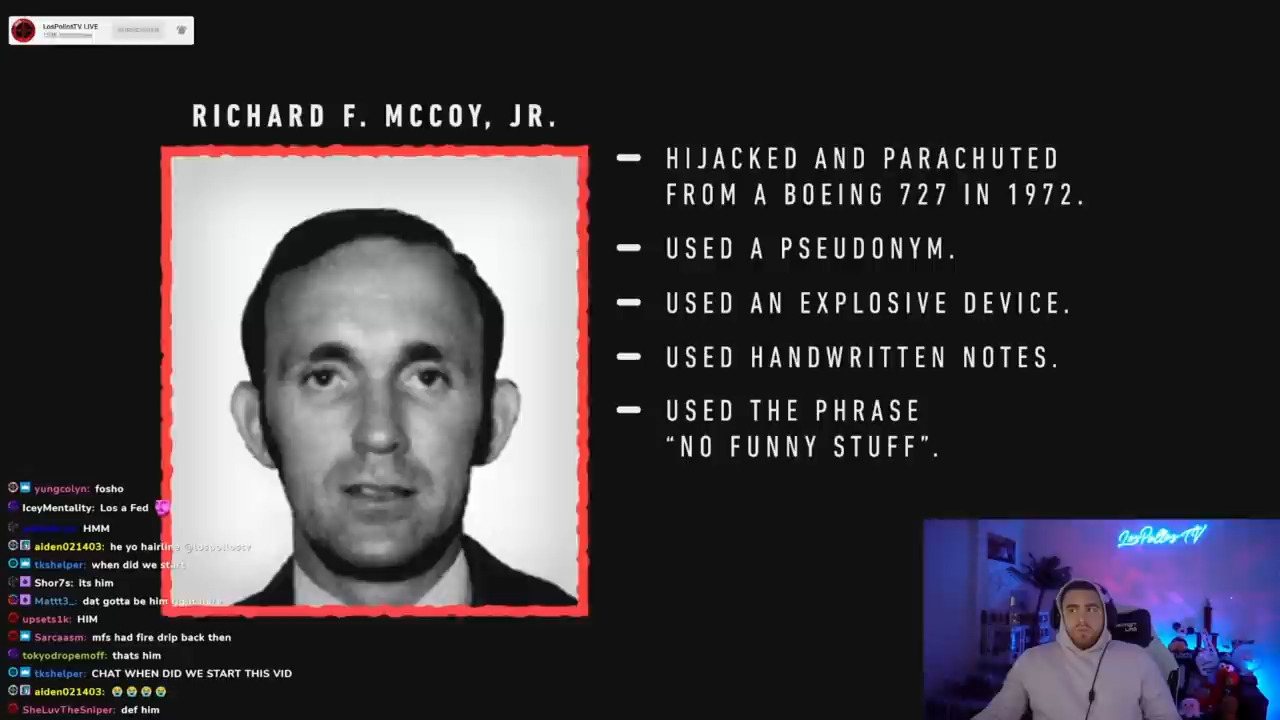 LosPollosTV LIVE
SUBSCRIBE
RICHARD F. MCCOY, JR.
HIJACKED AND PARACHUTED
FROM A BOEING 727 IN 1972.
USED A PSEUDONYM.
USED AN EXPLOSIVE DEVICE.
USED HANDWRITTEN NOTES.
USED THE PHRASE
“NO FUNNY STUFF”.
yungcolyn: fosho
IceyMentality: Los a Fed
HMM
aiden021403: he yo hairline @lospollostv
tkshelper: when did we start
Shor7s: its him
Mattt3_: dat gotta be him
upsets1k: HIM
Sarcaasm: mfs had fire drip back then
tokyodropemoff: thats him
tkshelper: CHAT WHEN DID WE START THIS VID
aiden021403: 😭😭😭😭
SheLuvTheSniper: def him
LosPollosTV